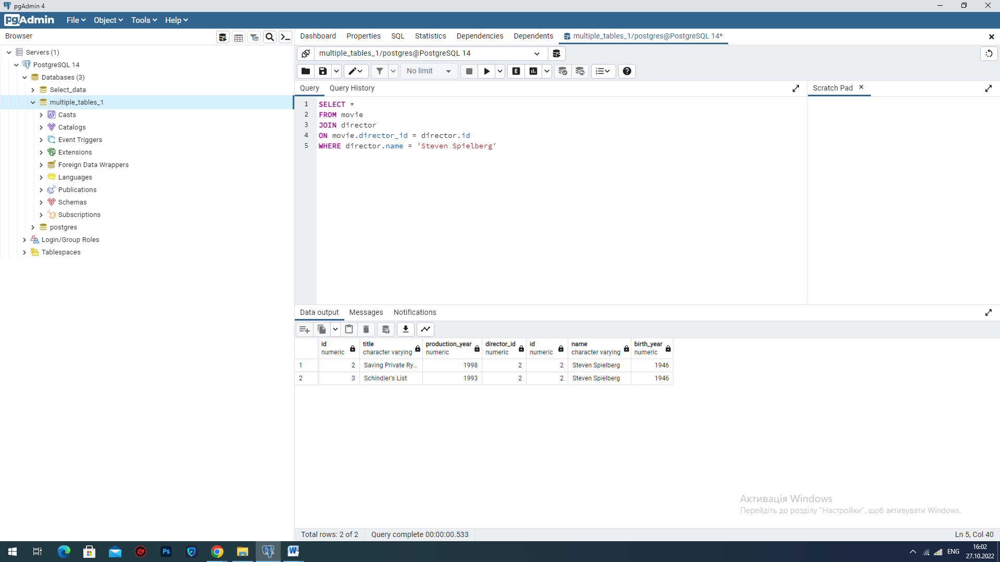 pgAdmin 4
pgAdmin File Object Tools Help
Browser
Dashboard Properties SQL Statistics Dependencies Dependents multiple_tables_1/postgres@PostgreSQL 14*
Servers (1)
PostgreSQL 14
Databases (3)
Select_data
multiple_tables_1
Casts
Catalogs
Event Triggers
Extensions
Foreign Data Wrappers
Languages
Publications
Schemas
Subscriptions
postgres
Login/Group Roles
Tablespaces
multiple_tables_1/postgres@PostgreSQL 14
No limit
E
Query Query History
Scratch Pad
1 SELECT *
2 FROM movie
3 JOIN director
4 ON movie.director_id = director.id
5 WHERE director.name = 'Steven Spielberg'
Data output Messages Notifications
id title production_year director_id id name birth_year
numeric character varying numeric numeric numeric character varying numeric
1 2 Saving Private Ry... 1998 2 2 Steven Spielberg 1946
2 3 Schindler's List 1993 2 2 Steven Spielberg 1946
Активація Windows
Перейдіть до розділу "Настройки", щоб активувати Windows.
Total rows: 2 of 2 Query complete 00:00:00.533 Ln 5, Col 40
Ps
W
ENG
16:02
27.10.2022